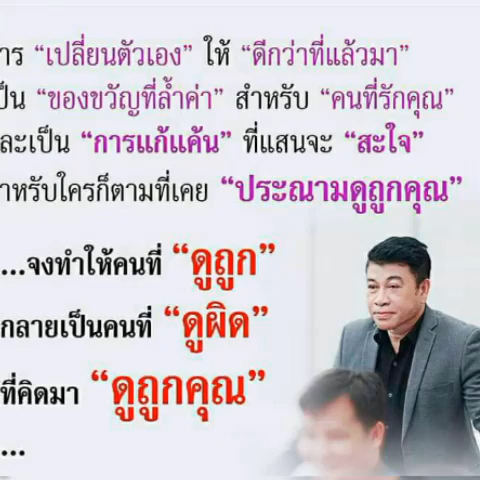 าร “เปลี่ยนตัวเอง” ให้ “ดีกว่าที่แล้วมา”
ป็น “ของขวัญที่ล้ำค่า” สำหรับ “คนที่รักคุณ”
ละเป็น “การแก้แค้น” ที่แสนจะ “สะใจ”
ำหรับใครก็ตามที่เคย “ประณามดูถูกคุณ”
...จงทำให้คนที่ “ดูถูก”
กลายเป็นคนที่ “ดูผิด”
ที่คิดมา “ดูถูกคุณ”
...